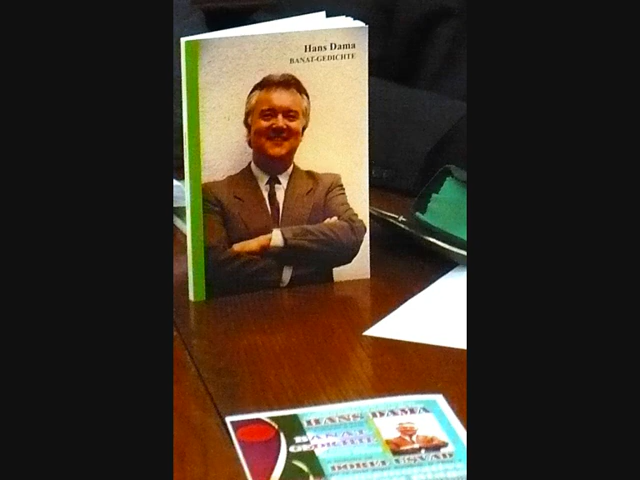 Hans Dama
BANAT-GEDICHTE
HANS DAMA
BANAT
GEDICHTE